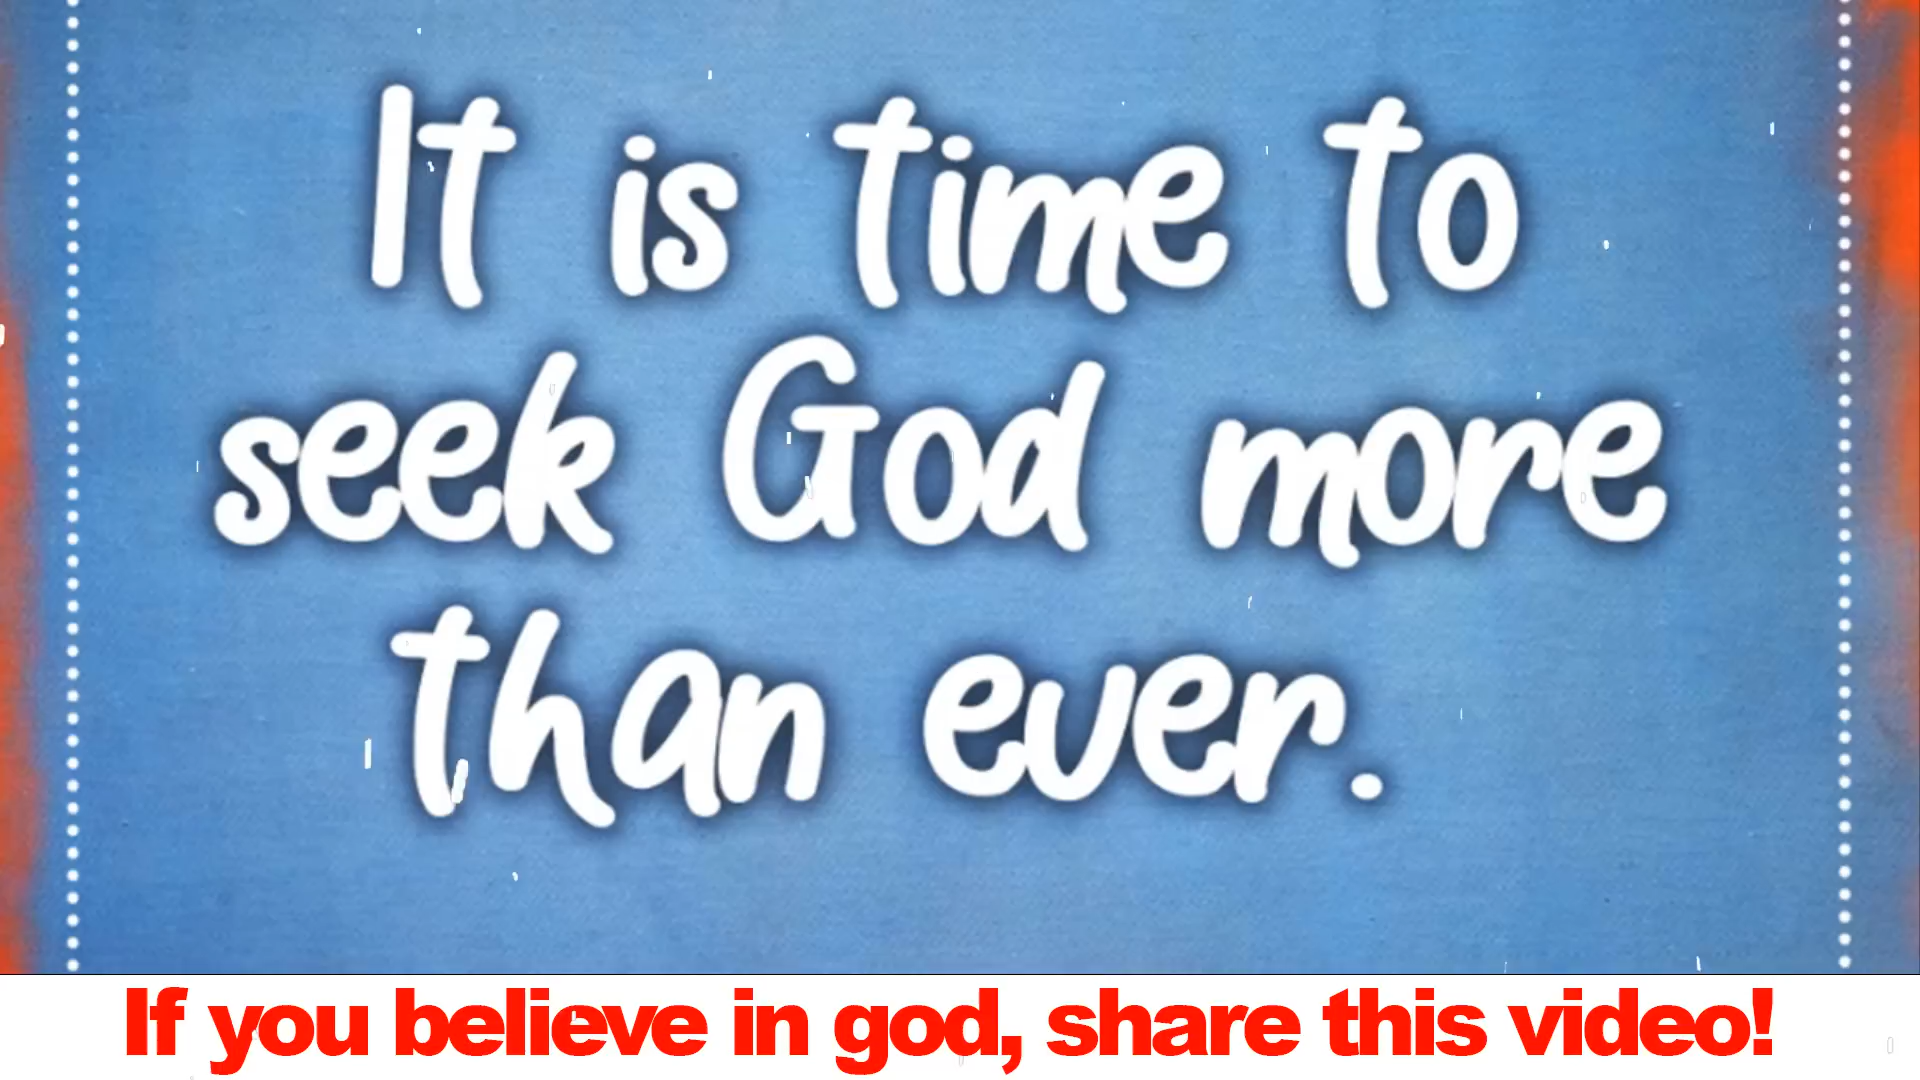 It is time to
seek God more
than ever.
If you believe in god, share this video!